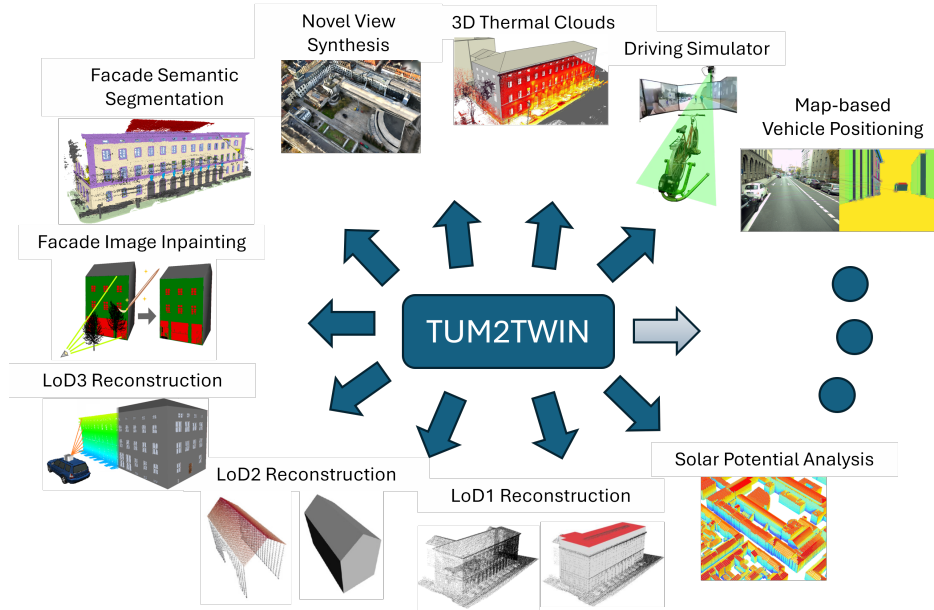 Novel View
Synthesis
3D Thermal Clouds
Driving Simulator
Facade Semantic
Segmentation
Map-based
Vehicle Positioning
Facade Image Inpainting
TUM2TWIN
LoD3 Reconstruction
LoD2 Reconstruction
LoD1 Reconstruction
Solar Potential Analysis